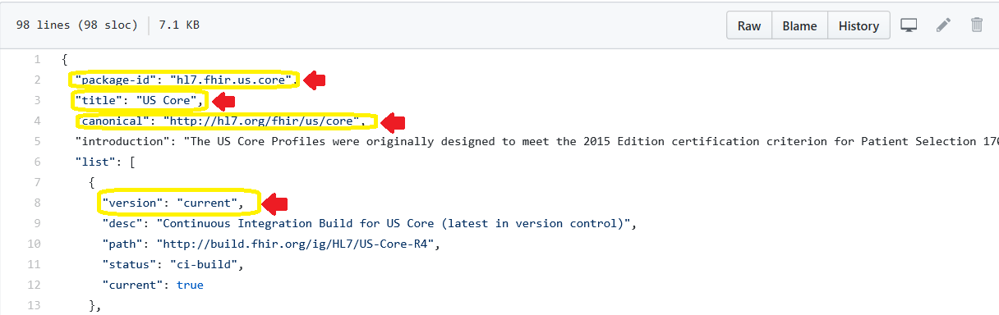 98 lines (98 sloc) 7.1 KB Raw Blame History
1 {
2 "package-id": "hl7.fhir.us.core",
3 "title": "US Core",
4 "canonical": "http://hl7.org/fhir/us/core",
5 "introduction": "The US Core Profiles were originally designed to meet the 2015 Edition certification criterion for Patient Selection 170
6 "list": [
7 {
8 "version": "current",
9 "desc": "Continuous Integration Build for US Core (latest in version control)",
10 "path": "http://build.fhir.org/ig/HL7/US-Core-R4",
11 "status": "ci-build",
12 "current": true
13 },